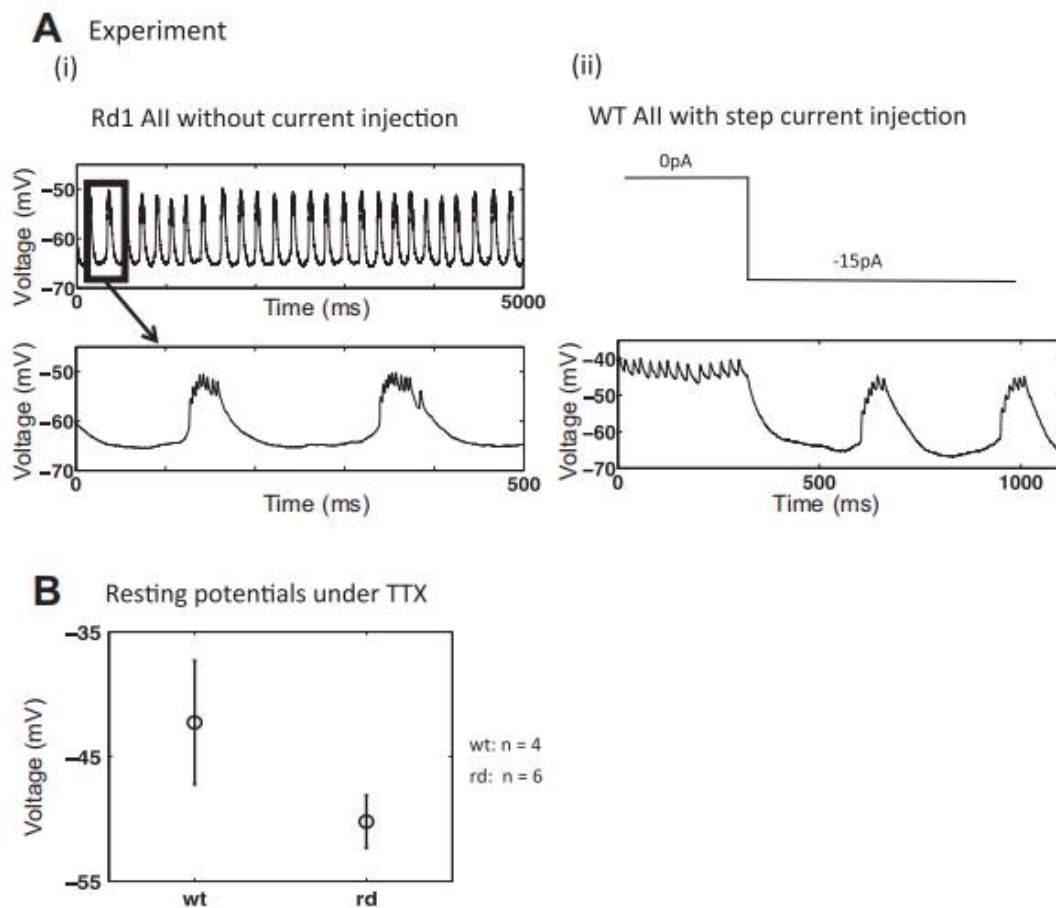 A Experiment
(i)
(ii)
Rd1 AII without current injection
WT AII with step current injection
Voltage (mV)
−50
−60
−70
0
5000
Time (ms)
0pA
-15pA
Voltage (mV)
−50
−60
−70
0
500
Time (ms)
Voltage (mV)
−40
−50
−60
−70
0
500
1000
Time (ms)
B Resting potentials under TTX
Voltage (mV)
−35
−45
−55
wt
rd
wt: n = 4
rd: n = 6